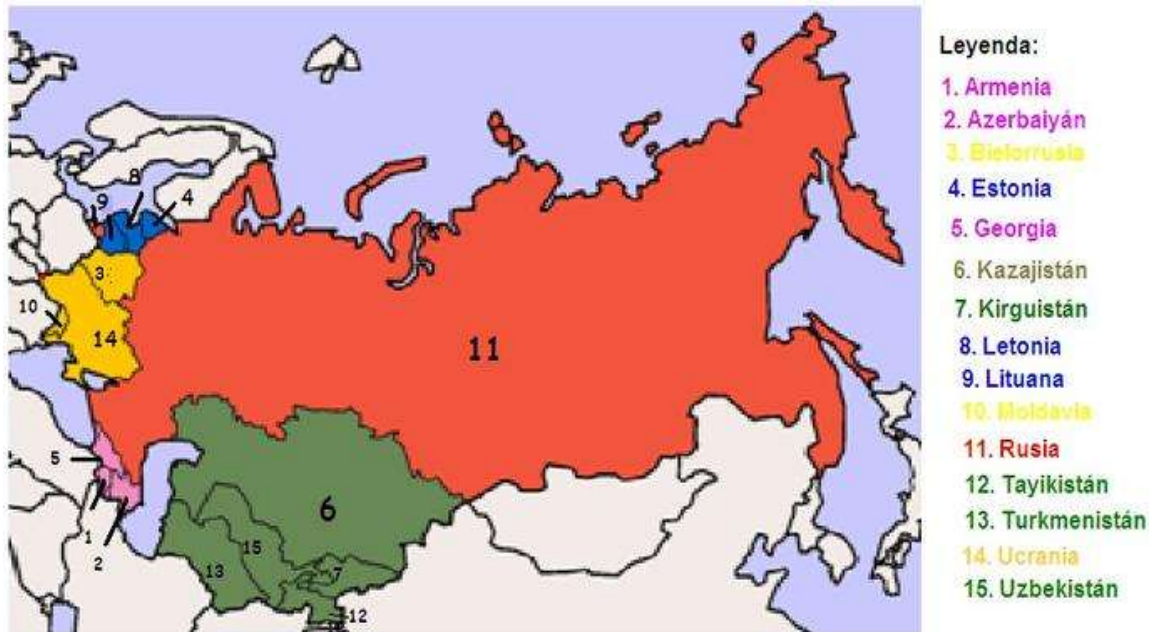 Leyenda:
1. Armenia
2. Azerbaiyán
3. Bielorrusia
4. Estonia
5. Georgia
6. Kazajistán
7. Kirguistán
8. Letonia
9. Lituana
10. Moldavia
11. Rusia
12. Tayikistán
13. Turkmenistán
14. Ucrania
15. Uzbekistán
8
9
4
3
10
14
11
5
1
2
6
15
13
7
12